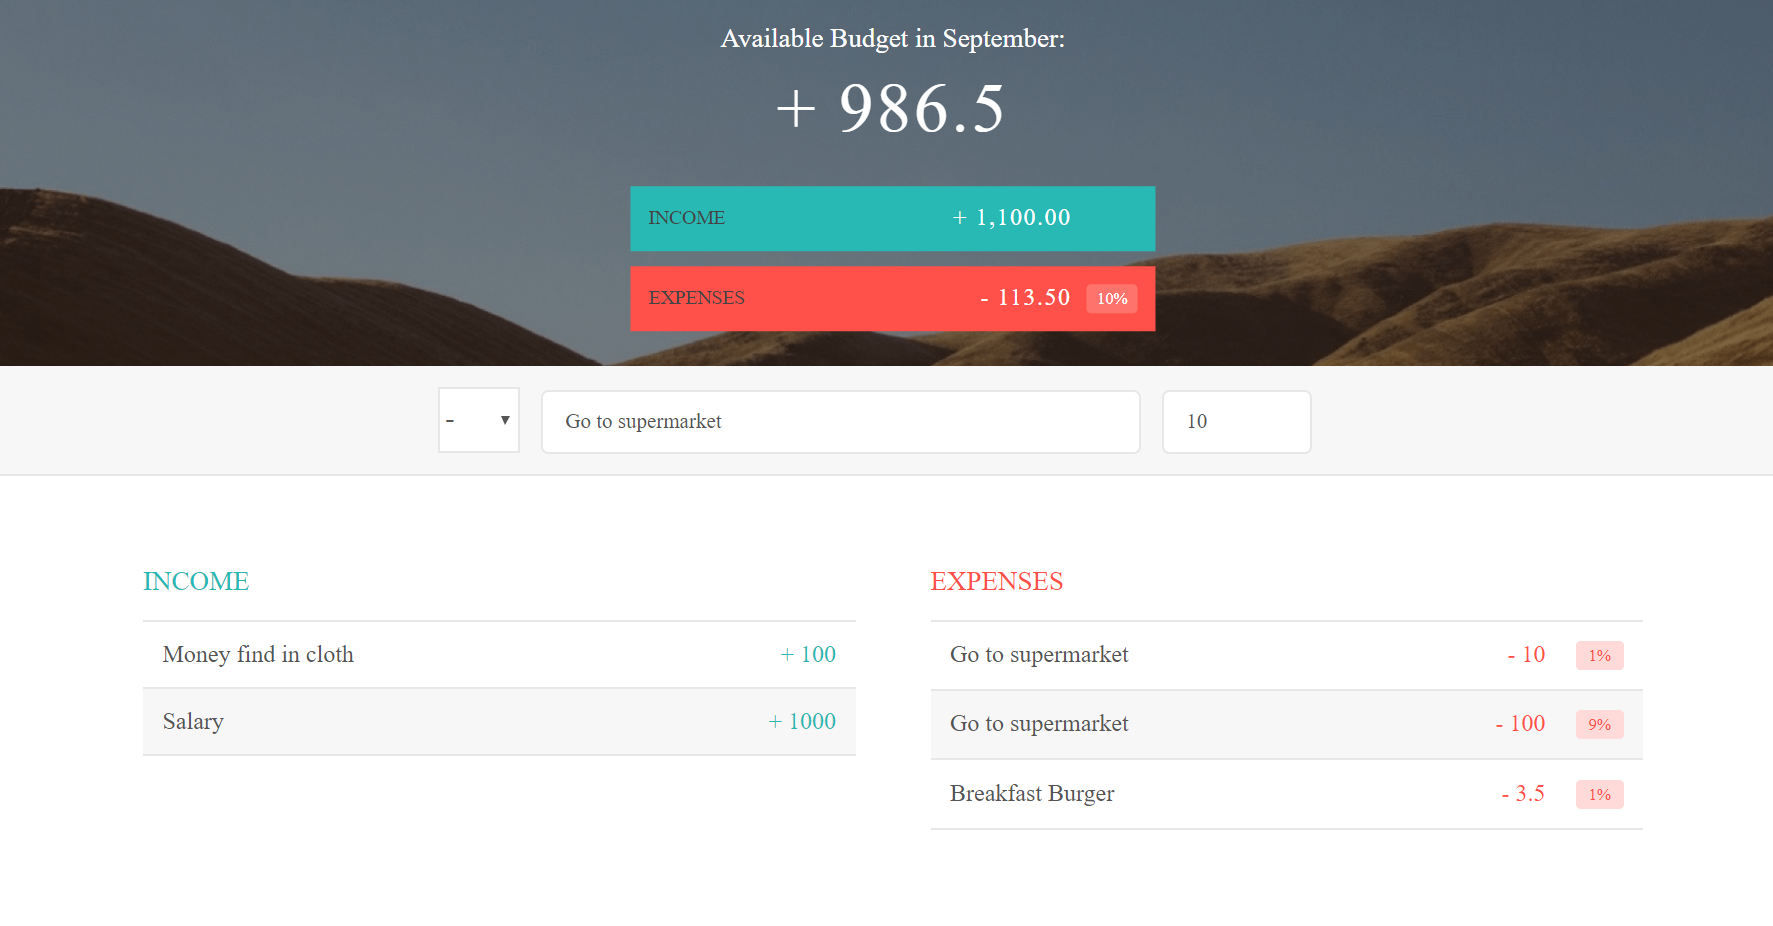 Available Budget in September:
+ 986.5
INCOME + 1,100.00
EXPENSES - 113.50 10%
- ▼ Go to supermarket 10
INCOME
Money find in cloth + 100
Salary + 1000
EXPENSES
Go to supermarket - 10 1%
Go to supermarket - 100 9%
Breakfast Burger - 3.5 1%